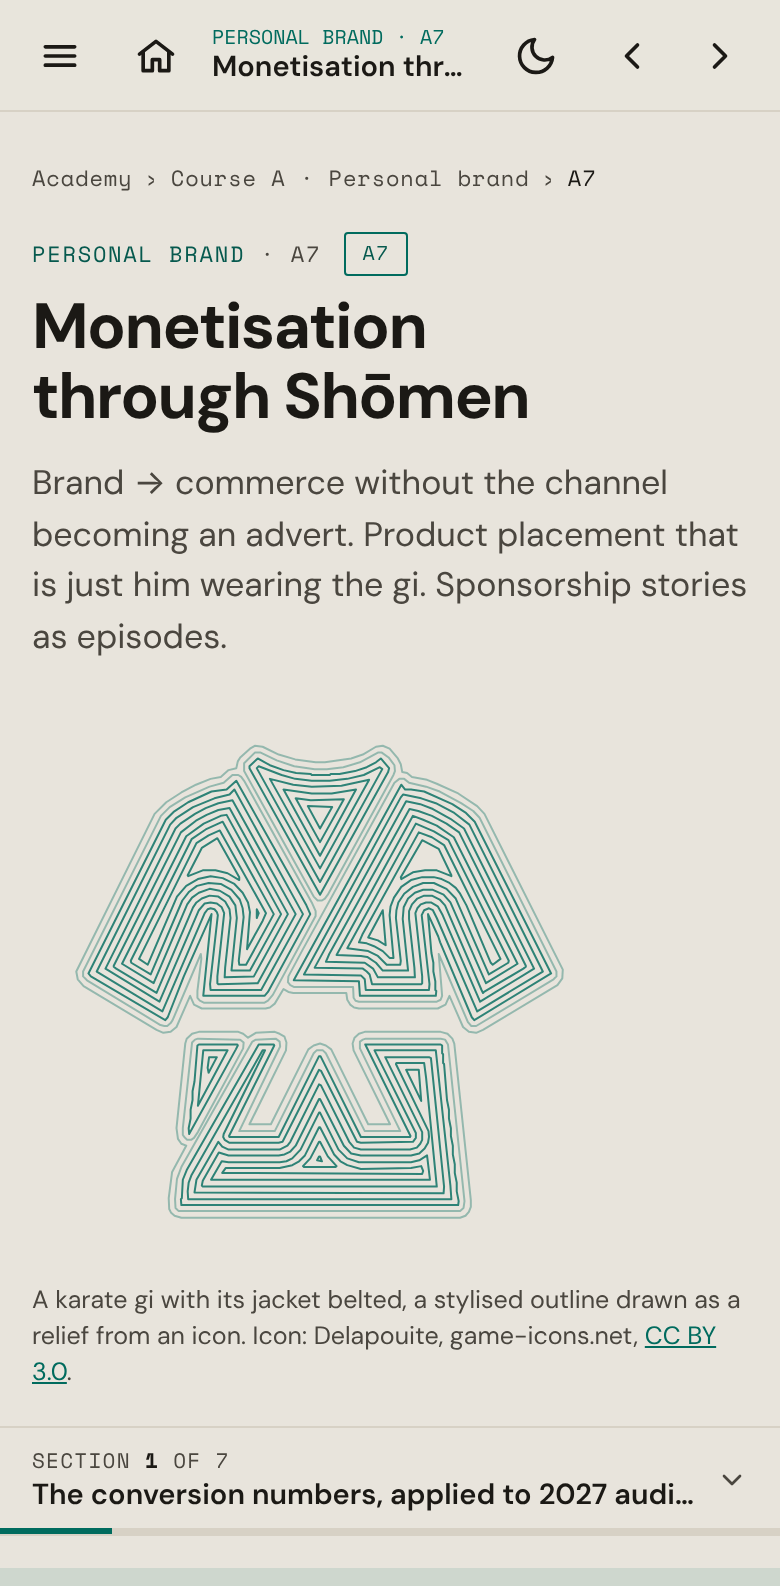 PERSONAL BRAND · A7
Monetisation thr…
Academy › Course A · Personal brand › A7
PERSONAL BRAND · A7 A7
Monetisation
through Shōmen
Brand → commerce without the channel
becoming an advert. Product placement that
is just him wearing the gi. Sponsorship stories
as episodes.
A karate gi with its jacket belted, a stylised outline drawn as a
relief from an icon. Icon: Delapouite, game-icons.net, CC BY
3.0.
SECTION 1 OF 7
The conversion numbers, applied to 2027 audi…